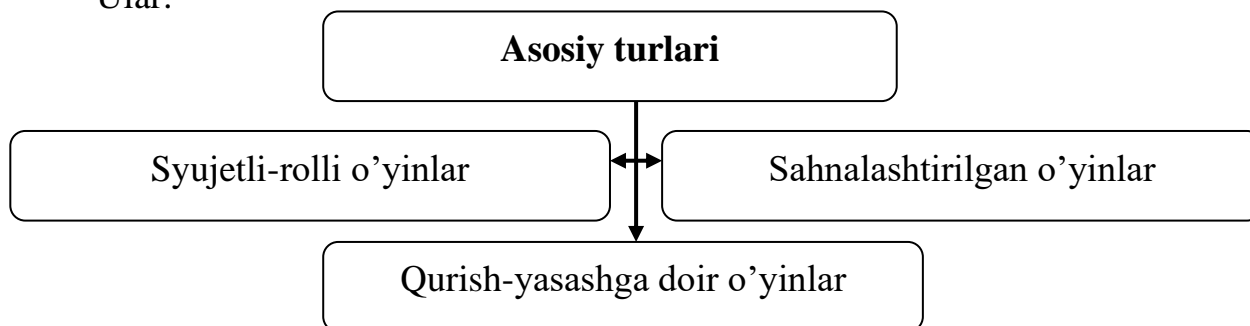 Ular:
Asosiy turlari
Syujetli-rolli o’yinlar
Sahnalashtirilgan o’yinlar
Qurish-yasashga doir o’yinlar